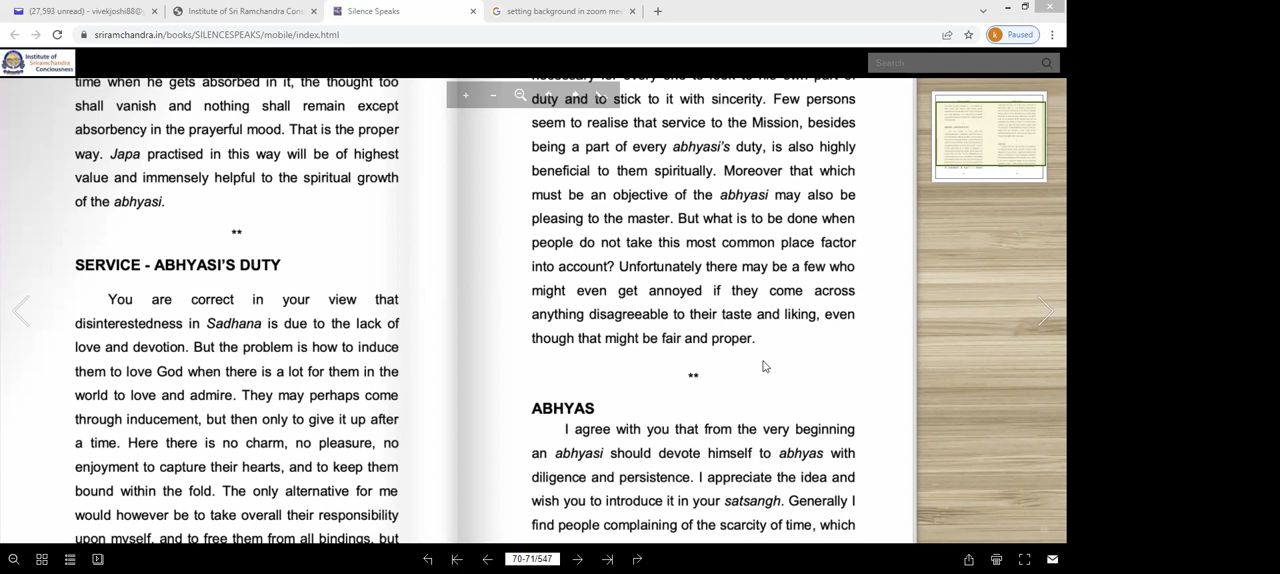 (27,593 unread) - vivekjoshi88@
Institute of Sri Ramchandra Con
Silence Speaks
setting background in zoom mee
sriramchandra.in/books/SILENCESPEAKS/mobile/index.html
k
Paused
Institute of
Sriramchandra
Conciousness
Search
time when he gets absorbed in it, the thought too
shall vanish and nothing shall remain except
absorbency in the prayerful mood. That is the proper
way. Japa practised in this way will be of highest
value and immensely helpful to the spiritual growth
of the abhyasi.
**
SERVICE - ABHYASI'S DUTY
You are correct in your view that
disinterestedness in Sadhana is due to the lack of
love and devotion. But the problem is how to induce
them to love God when there is a lot for them in the
world to love and admire. They may perhaps come
through inducement, but then only to give it up after
a time. Here there is no charm, no pleasure, no
enjoyment to capture their hearts, and to keep them
bound within the fold. The only alternative for me
would however be to take overall their responsibility
upon myself, and to free them from all bindings, but
necessary for every one to look to his own part of
duty and to stick to it with sincerity. Few persons
seem to realise that service to the Mission, besides
being a part of every abhyasi's duty, is also highly
beneficial to them spiritually. Moreover that which
must be an objective of the abhyasi may also be
pleasing to the master. But what is to be done when
people do not take this most common place factor
into account? Unfortunately there may be a few who
might even get annoyed if they come across
anything disagreeable to their taste and liking, even
though that might be fair and proper.
**
ABHYAS
I agree with you that from the very beginning
an abhyasi should devote himself to abhyas with
diligence and persistence. I appreciate the idea and
wish you to introduce it in your satsangh. Generally I
find people complaining of the scarcity of time, which
70-71/547